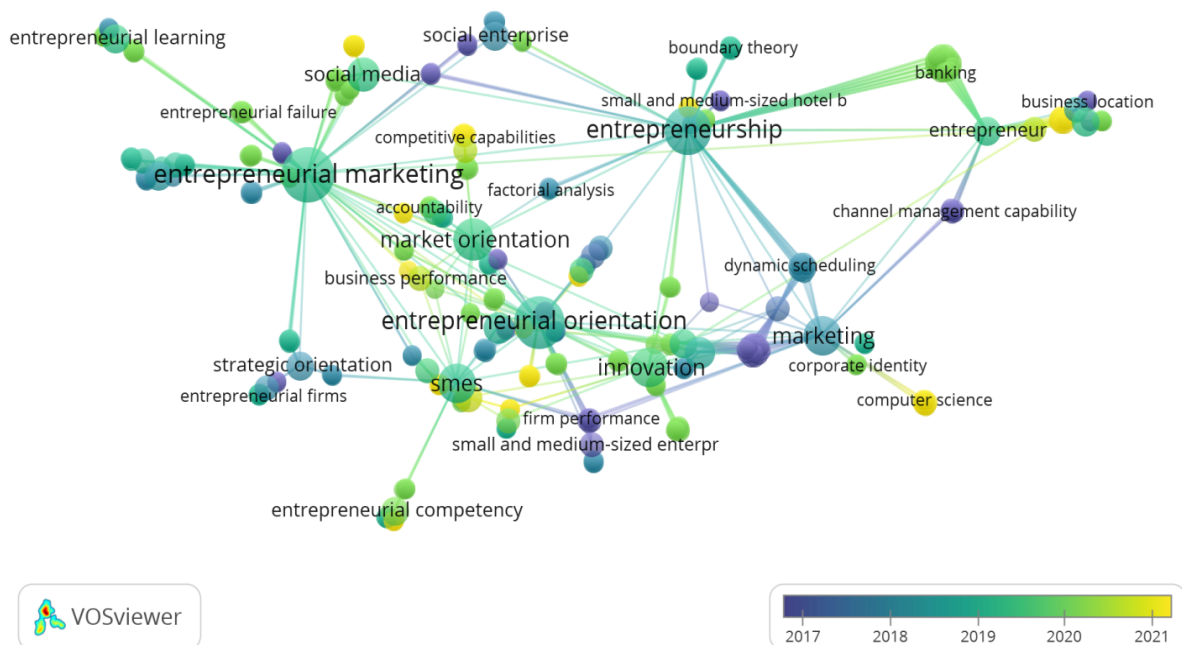 entrepreneurial learning
social enterprise
boundary theory
social media
banking
small and medium-sized hotel b
business location
entrepreneurial failure
competitive capabilities
entrepreneurship
entrepreneur
entrepreneurial marketing
factorial analysis
accountability
channel management capability
market orientation
business performance
dynamic scheduling
entrepreneurial orientation
marketing
strategic orientation
innovation
corporate identity
smes
entrepreneurial firms
computer science
firm performance
small and medium-sized enterpr
entrepreneurial competency
VOSviewer
2017 2018 2019 2020 2021